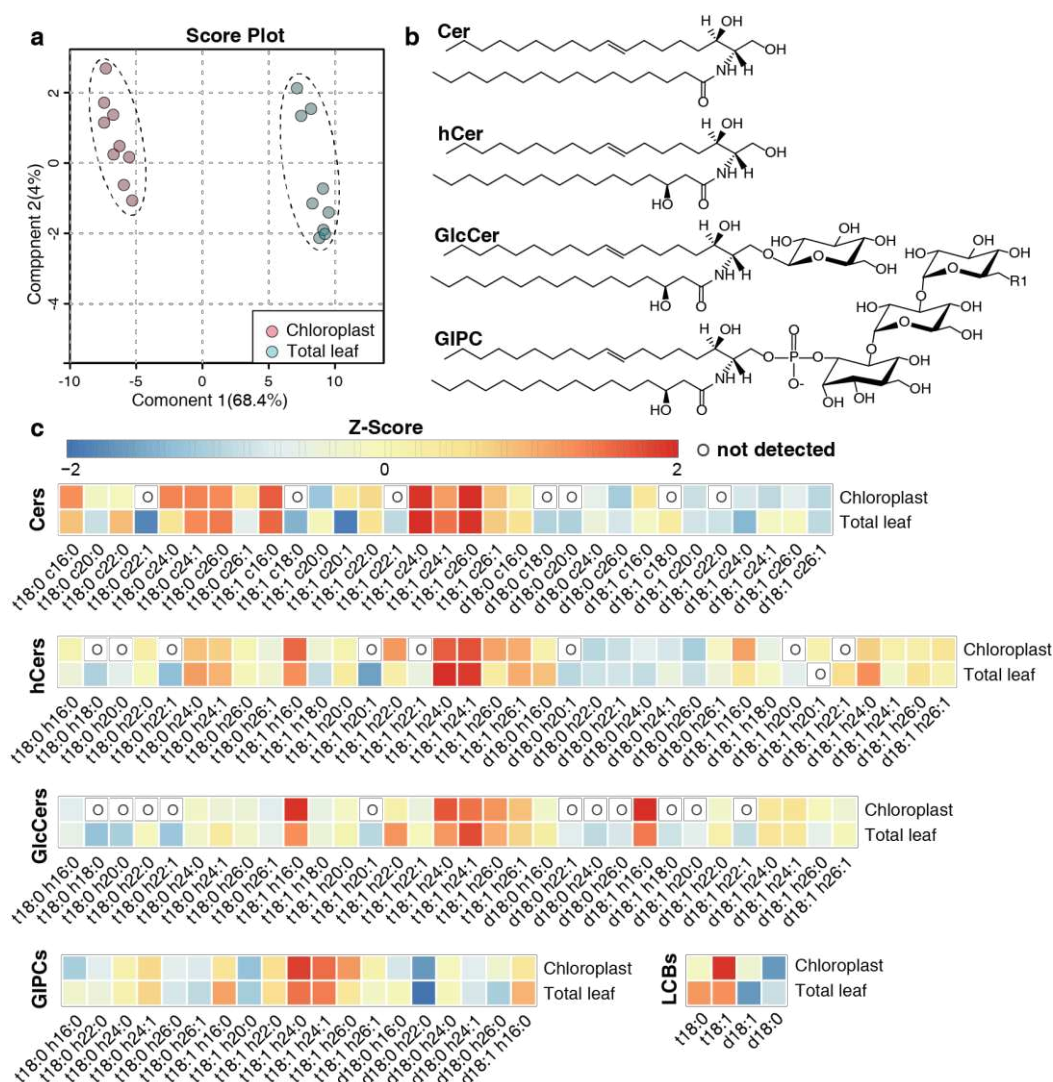 a
Score Plot
Comppnent 2(4%)
2
0
-2
-4
Chloroplast
Total leaf
-10
-5
0
5
10
Comonent 1(68.4%)
b
Cer
H
OH
OH
NH
H
O
hCer
H
OH
OH
NH
H
HO
O
GlcCer
H
OH
O
NH
H
HO
O
HO
OH
OH
O
OH
HO
OH
OH
O
R1
O
HO
OH
O
OH
O
GIPC
H
OH
O
O
P
O-
O
NH
H
HO
O
OH
OH
OH
OH
c
Z-Score
-2
0
2
O not detected
Cers
Chloroplast
Total leaf
t18:0 c16:0
t18:0 c20:0
t18:0 c22:0
t18:0 c22:1
t18:0 c24:0
t18:0 c24:1
t18:0 c26:0
t18:0 c26:1
t18:1 c16:0
t18:1 c18:0
t18:1 c20:0
t18:1 c20:1
t18:1 c22:0
t18:1 c22:1
t18:1 c24:0
t18:1 c24:1
t18:1 c26:0
t18:1 c26:1
d18:0 c16:0
d18:0 c18:0
d18:0 c20:0
d18:0 c24:0
d18:0 c26:0
d18:1 c16:0
d18:1 c18:0
d18:1 c20:0
d18:1 c22:0
d18:1 c24:0
d18:1 c24:1
d18:1 c26:0
d18:1 c26:1
hCers
Chloroplast
Total leaf
t18:0 h16:0
t18:0 h18:0
t18:0 h20:0
t18:0 h22:0
t18:0 h22:1
t18:0 h24:0
t18:0 h24:1
t18:0 h26:0
t18:0 h26:1
t18:1 h16:0
t18:1 h18:0
t18:1 h20:0
t18:1 h20:1
t18:1 h22:0
t18:1 h22:1
t18:1 h24:0
t18:1 h24:1
t18:1 h26:0
t18:1 h26:1
d18:0 h16:0
d18:0 h20:1
d18:0 h22:0
d18:0 h22:1
d18:0 h24:0
d18:0 h24:1
d18:0 h26:0
d18:0 h26:1
d18:1 h16:0
d18:1 h18:0
d18:1 h20:0
d18:1 h20:1
d18:1 h22:1
d18:1 h24:0
d18:1 h24:1
d18:1 h26:0
d18:1 h26:1
GlcCers
Chloroplast
Total leaf
t18:0 h16:0
t18:0 h18:0
t18:0 h20:0
t18:0 h22:0
t18:0 h22:1
t18:0 h24:0
t18:0 h24:1
t18:0 h26:0
t18:0 h26:1
t18:1 h16:0
t18:1 h18:0
t18:1 h20:0
t18:1 h20:1
t18:1 h22:0
t18:1 h22:1
t18:1 h24:0
t18:1 h24:1
t18:1 h26:0
t18:1 h26:1
d18:0 h16:0
d18:0 h22:1
d18:0 h24:0
d18:0 h26:0
d18:1 h16:0
d18:1 h18:0
d18:1 h20:0
d18:1 h22:0
d18:1 h22:1
d18:1 h24:0
d18:1 h24:1
d18:1 h26:0
d18:1 h26:1
GIPCs
Chloroplast
Total leaf
t18:0 h16:0
t18:0 h22:0
t18:0 h24:0
t18:0 h24:1
t18:0 h26:0
t18:0 h26:1
t18:1 h16:0
t18:1 h20:0
t18:1 h22:0
t18:1 h24:0
t18:1 h24:1
t18:1 h26:0
t18:1 h26:1
d18:0 h16:0
d18:0 h22:0
d18:0 h24:0
d18:0 h24:1
d18:0 h26:0
d18:1 h16:0
LCBs
Chloroplast
Total leaf
t18:0
t18:1
d18:1
d18:0